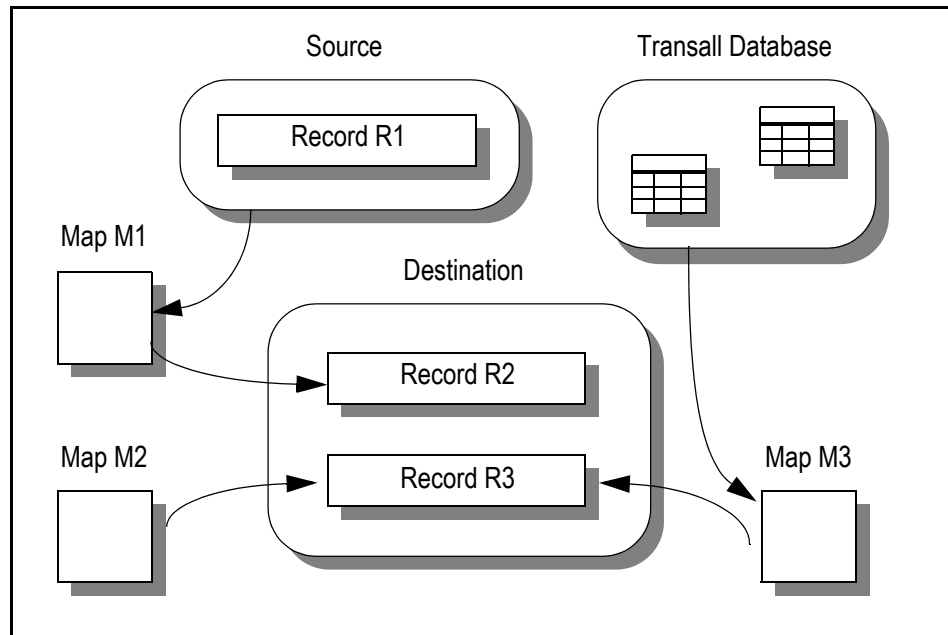 Source
Transall Database
Record R1
Map M1
Destination
Record R2
Map M2
Record R3
Map M3